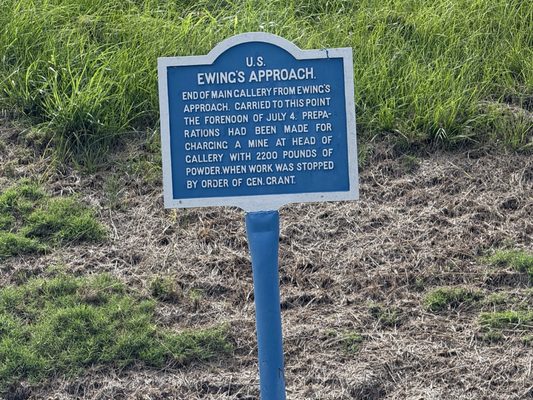 U.S.
EWING'S APPROACH.
END OF MAIN GALLERY FROM EWING'S
APPROACH. CARRIED TO THIS POINT
THE FORENOON OF JULY 4. PREPA-
RATIONS HAD BEEN MADE FOR
CHARGING A MINE AT HEAD OF
GALLERY WITH 2200 POUNDS OF
POWDER. WHEN WORK WAS STOPPED
BY ORDER OF GEN. GRANT.